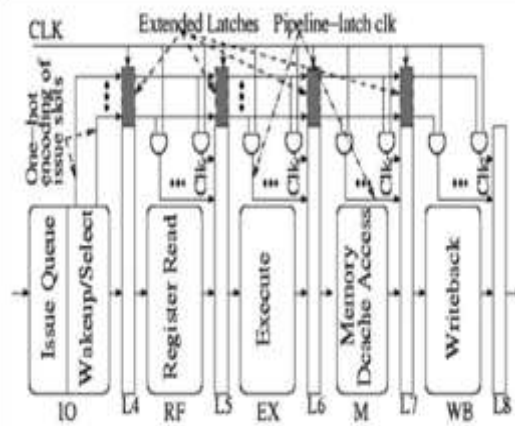 CLK
Extended Latches
Pipeline-latch clk
One-hot
encoding of
issue slots
Clk
Clk
Clk
Clk
Issue Queue
Wakeup/Select
Register Read
Execute
Memory
Dcache Access
Writeback
IO
L4
RF
L5
EX
L6
M
L7
WB
L8